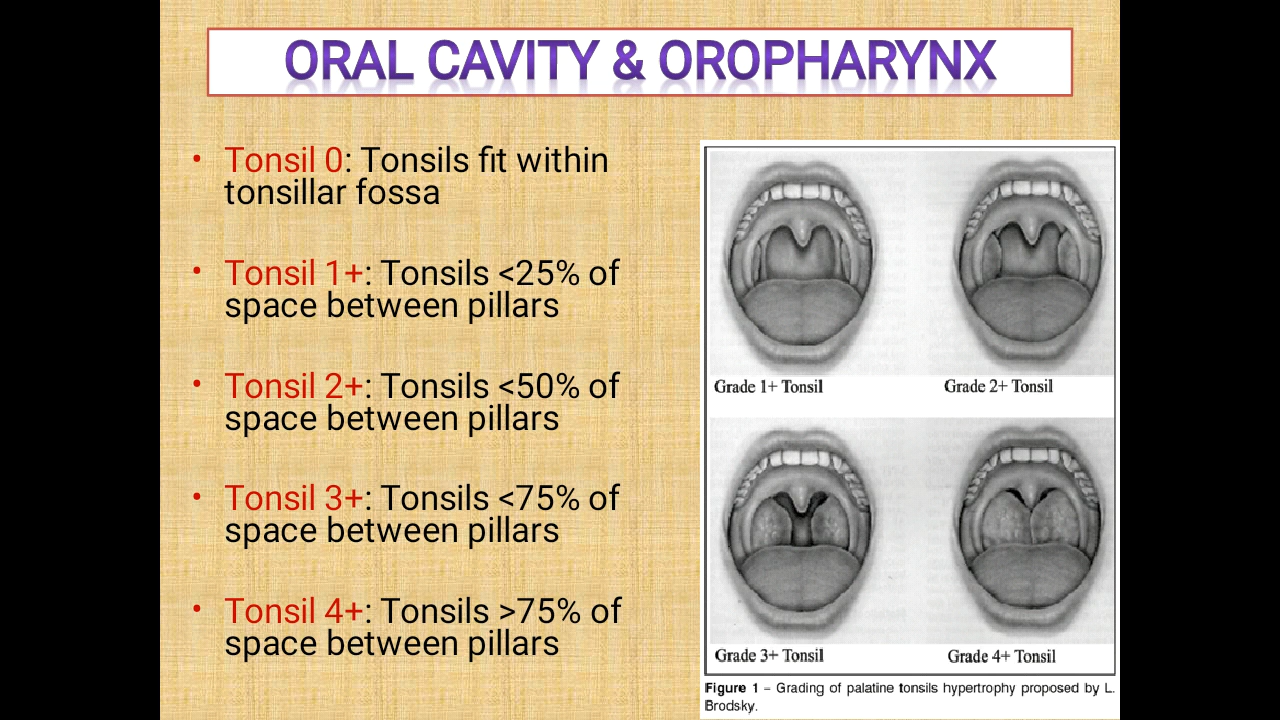 ORAL CAVITY & OROPHARYNX
• Tonsil 0: Tonsils fit within
tonsillar fossa
• Tonsil 1+: Tonsils <25% of
space between pillars
• Tonsil 2+: Tonsils <50% of
space between pillars
• Tonsil 3+: Tonsils <75% of
space between pillars
• Tonsil 4+: Tonsils >75% of
space between pillars
Grade 1+ Tonsil
Grade 2+ Tonsil
Grade 3+ Tonsil
Grade 4+ Tonsil
Figure 1 – Grading of palatine tonsils hypertrophy proposed by L.
Brodsky.